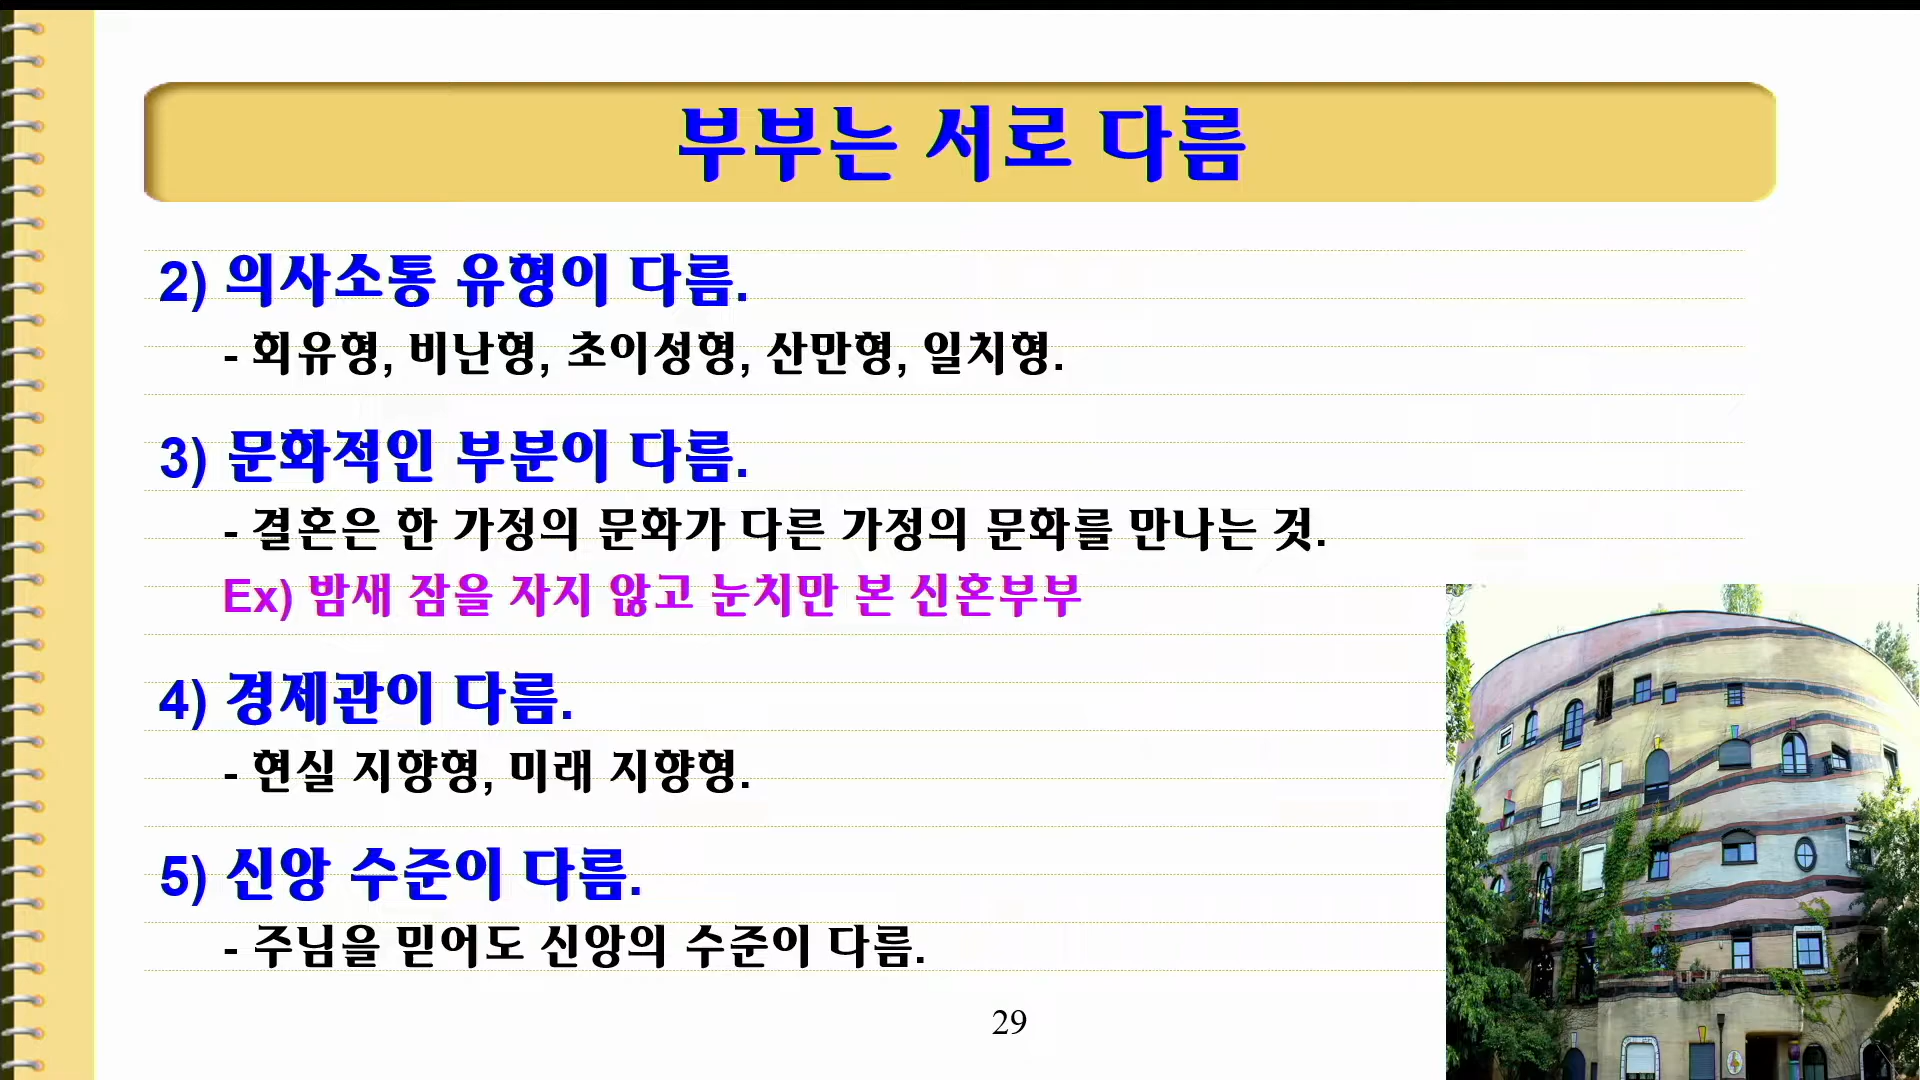 부부는 서로 다름
2) 의사소통 유형이 다름.
- 회유형, 비난형, 초이성형, 산만형, 일치형.
3) 문화적인 부분이 다름.
- 결혼은 한 가정의 문화가 다른 가정의 문화를 만나는 것.
Ex) 밤새 잠을 자지 않고 눈치만 본 신혼부부
4) 경제관이 다름.
- 현실 지향형, 미래 지향형.
5) 신앙 수준이 다름.
- 주님을 믿어도 신앙의 수준이 다름.
29